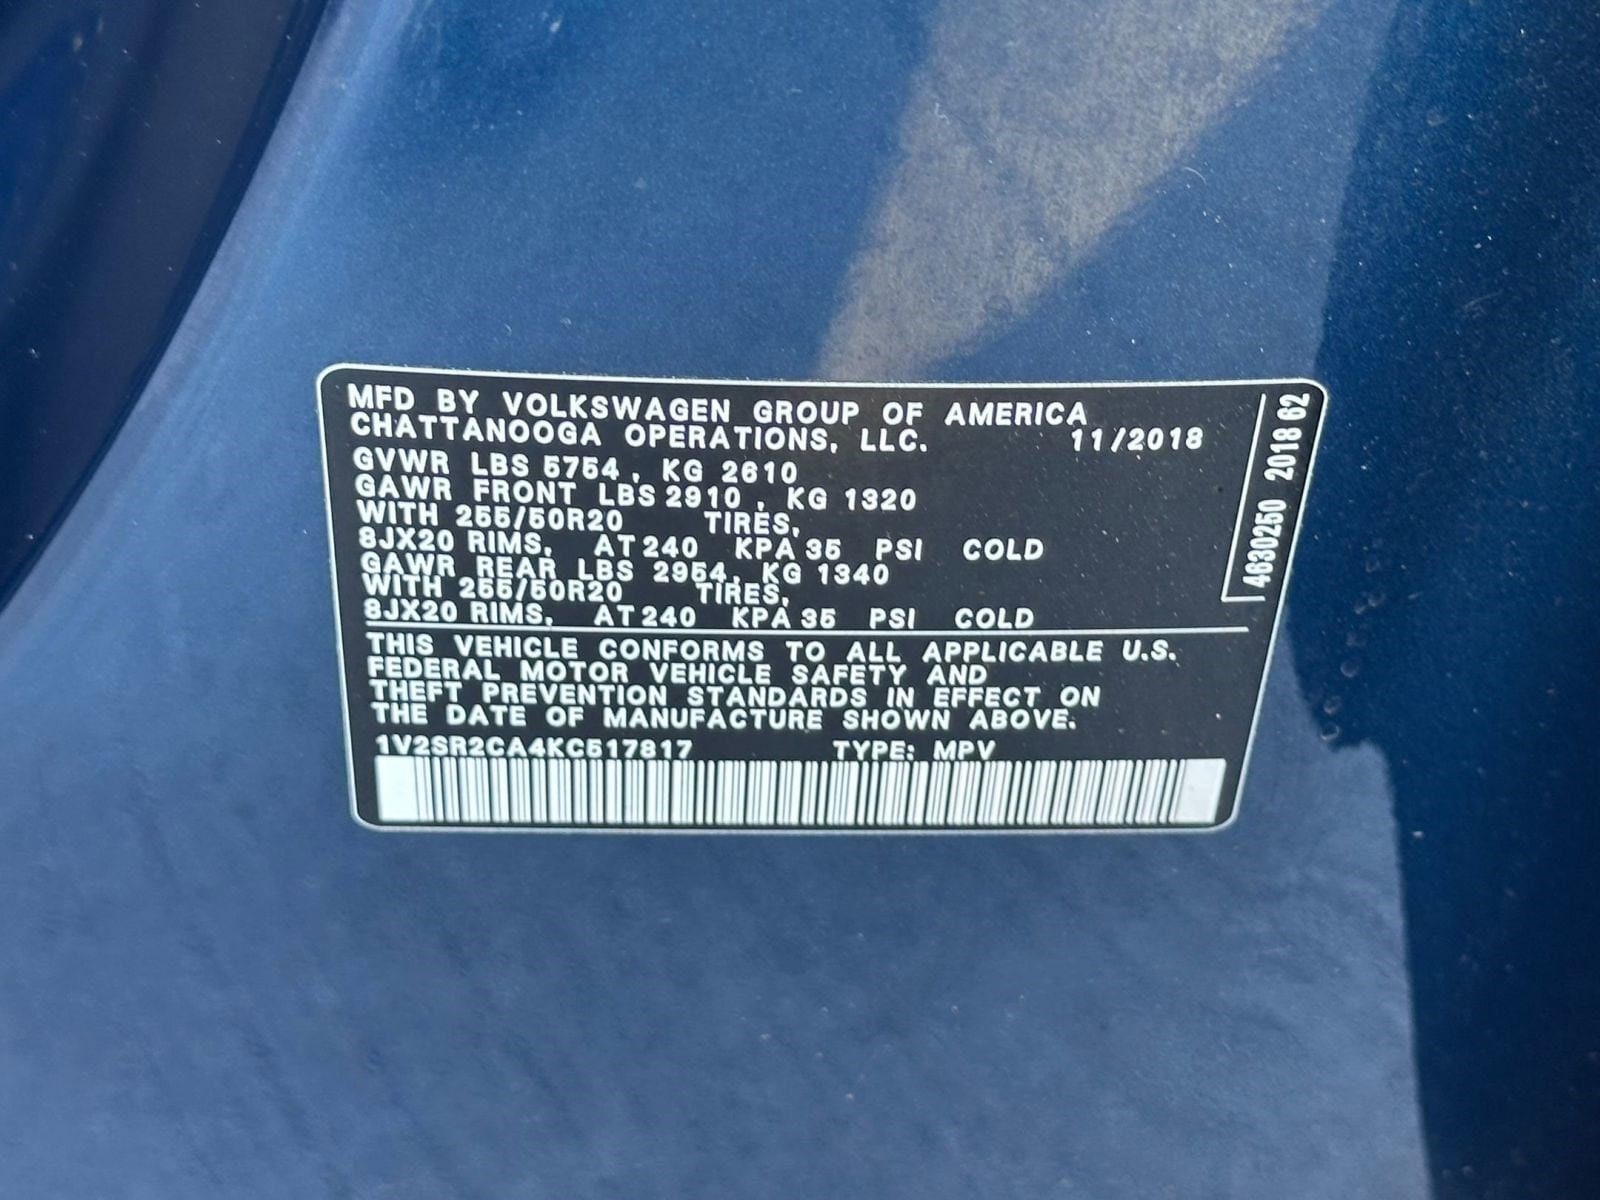 MFD BY VOLKSWAGEN GROUP OF AMERICA
CHATTANOOGA OPERATIONS, LLC. 11/2018
GVWR LBS 5754, KG 2610
GAWR FRONT LBS 2910, KG 1320
WITH 255/50R20 TIRES,
8JX20 RIMS, AT 240 KPA 35 PSI COLD
GAWR REAR LBS 2954, KG 1340
WITH 255/50R20 TIRES,
8JX20 RIMS, AT 240 KPA 35 PSI COLD
THIS VEHICLE CONFORMS TO ALL APPLICABLE U.S.
FEDERAL MOTOR VEHICLE SAFETY AND
THEFT PREVENTION STANDARDS IN EFFECT ON
THE DATE OF MANUFACTURE SHOWN ABOVE.
1V2SR2CA4KC517817 TYPE: MPV
4630250 2018 62